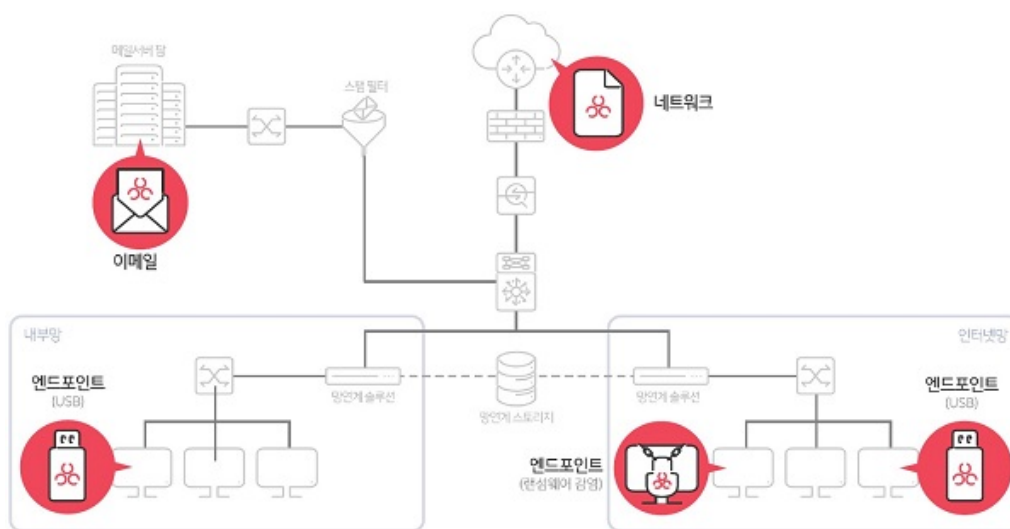 메일서버 팜
스팸 필터
네트워크
이메일
내부망
인터넷망
엔드포인트
(USB)
망연계 솔루션
망연계 스토리지
망연계 솔루션
엔드포인트
(USB)
엔드포인트
(랜섬웨어 감염)